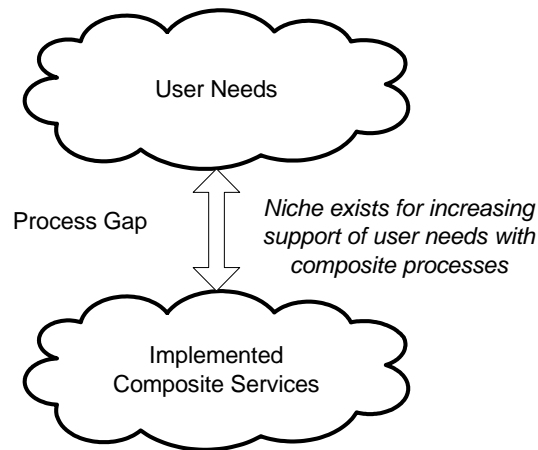 User Needs
Process Gap
Niche exists for increasing
support of user needs with
composite processes
Implemented
Composite Services